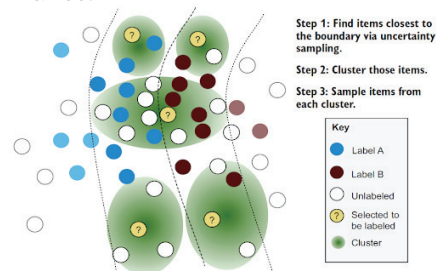 Step 1: Find items closest to
the boundary via uncertainty
sampling.
Step 2: Cluster those items.
Step 3: Sample items from
each cluster.
?
?
?
?
?
Key
Label A
Label B
Unlabeled
? Selected to
be labeled
Cluster